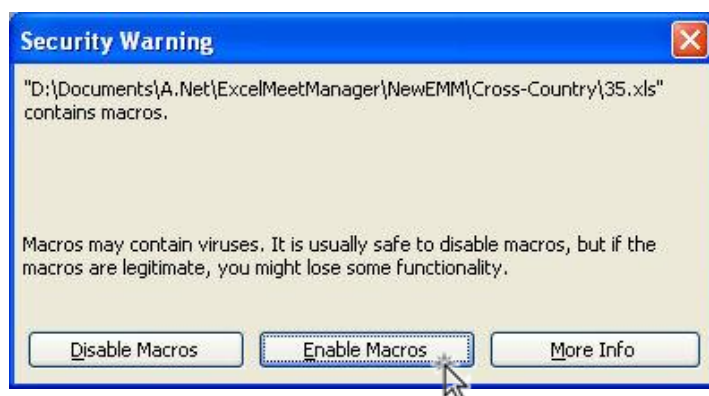 Security Warning
"D:\Documents\A.Net\ExcelMeetManager\NewEMM\Cross-Country\35.xls"
contains macros.
Macros may contain viruses. It is usually safe to disable macros, but if the
macros are legitimate, you might lose some functionality.
Disable Macros Enable Macros More Info